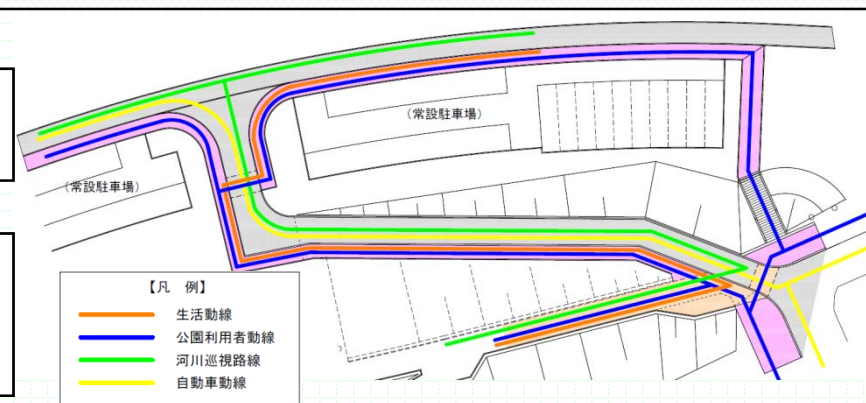 （常設駐車場）
（常設駐車場）
【凡　例】
生活動線
公園利用者動線
河川巡視路線
自動車動線